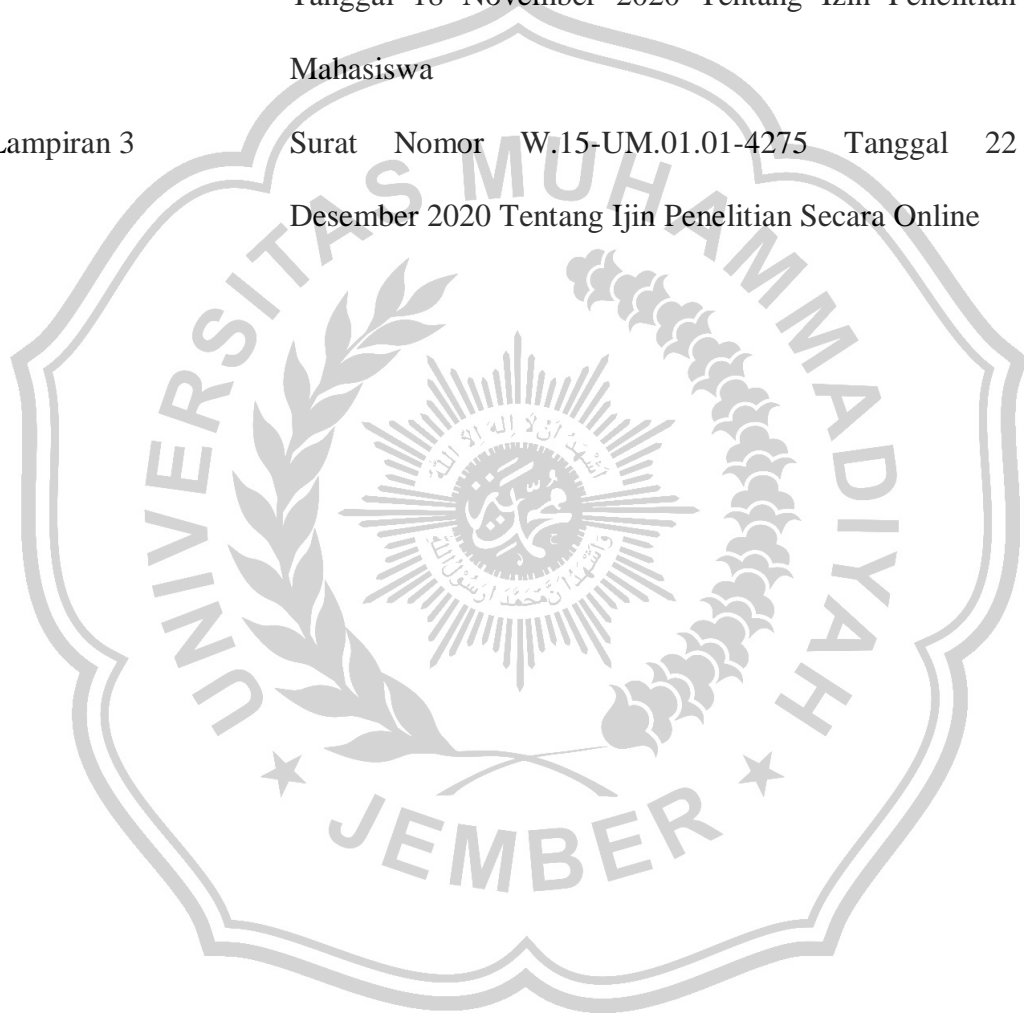 Tanggal 18 November 2020 Tentang Izin Penelitian
Mahasiswa
Lampiran 3 Surat Nomor W.15-UM.01.01-4275 Tanggal 22
Desember 2020 Tentang Ijin Penelitian Secara Online
UNIVERSITAS MUHAMMADIYAH
JEMBER